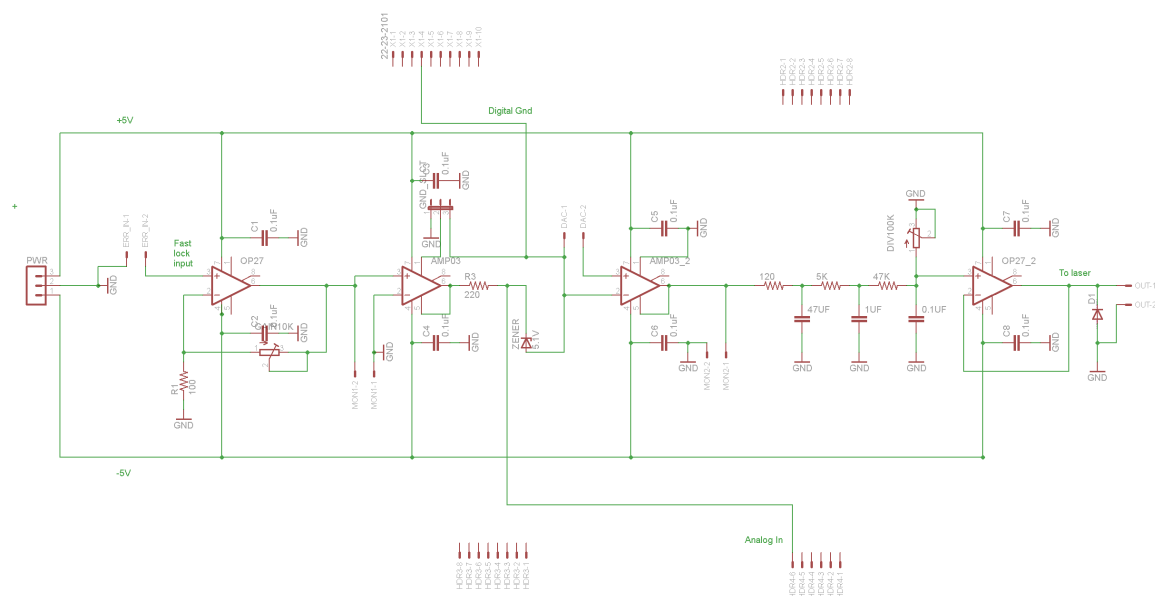 22-23-2101
X1-1
X1-2
X1-3
X1-4
X1-5
X1-6
X1-7
X1-8
X1-9
X1-10
HDR2-1
HDR2-2
HDR2-3
HDR2-4
HDR2-5
HDR2-6
HDR2-7
HDR2-8
Digital Gnd
+5V
+
PWR
3
2
1
ERR_IN-1
ERR_IN-2
GND
Fast
lock
input
C1
0.1uF
GND
OP27
C2
0.1uF
GND
10K
R1
100
GND
MON1-2
MON1-1
GND
GND_SLCT
0.1uF
GND
GND
AMP03
R3
220
C4
0.1uF
GND
ZENER
5.1V
DAC-1
DAC-2
C5
0.1uF
GND
AMP03_2
C6
0.1uF
GND
MON2-2
MON2-1
120
5K
47K
47UF
1UF
0.1UF
GND
GND
GND
GND
DIV100K
C7
0.1uF
GND
OP27_2
C8
0.1uF
GND
To laser
D1
GND
OUT-1
OUT-2
-5V
Analog In
HDR3-8
HDR3-7
HDR3-6
HDR3-5
HDR3-4
HDR3-3
HDR3-2
HDR3-1
HDR4-6
HDR4-5
HDR4-4
HDR4-3
HDR4-2
HDR4-1